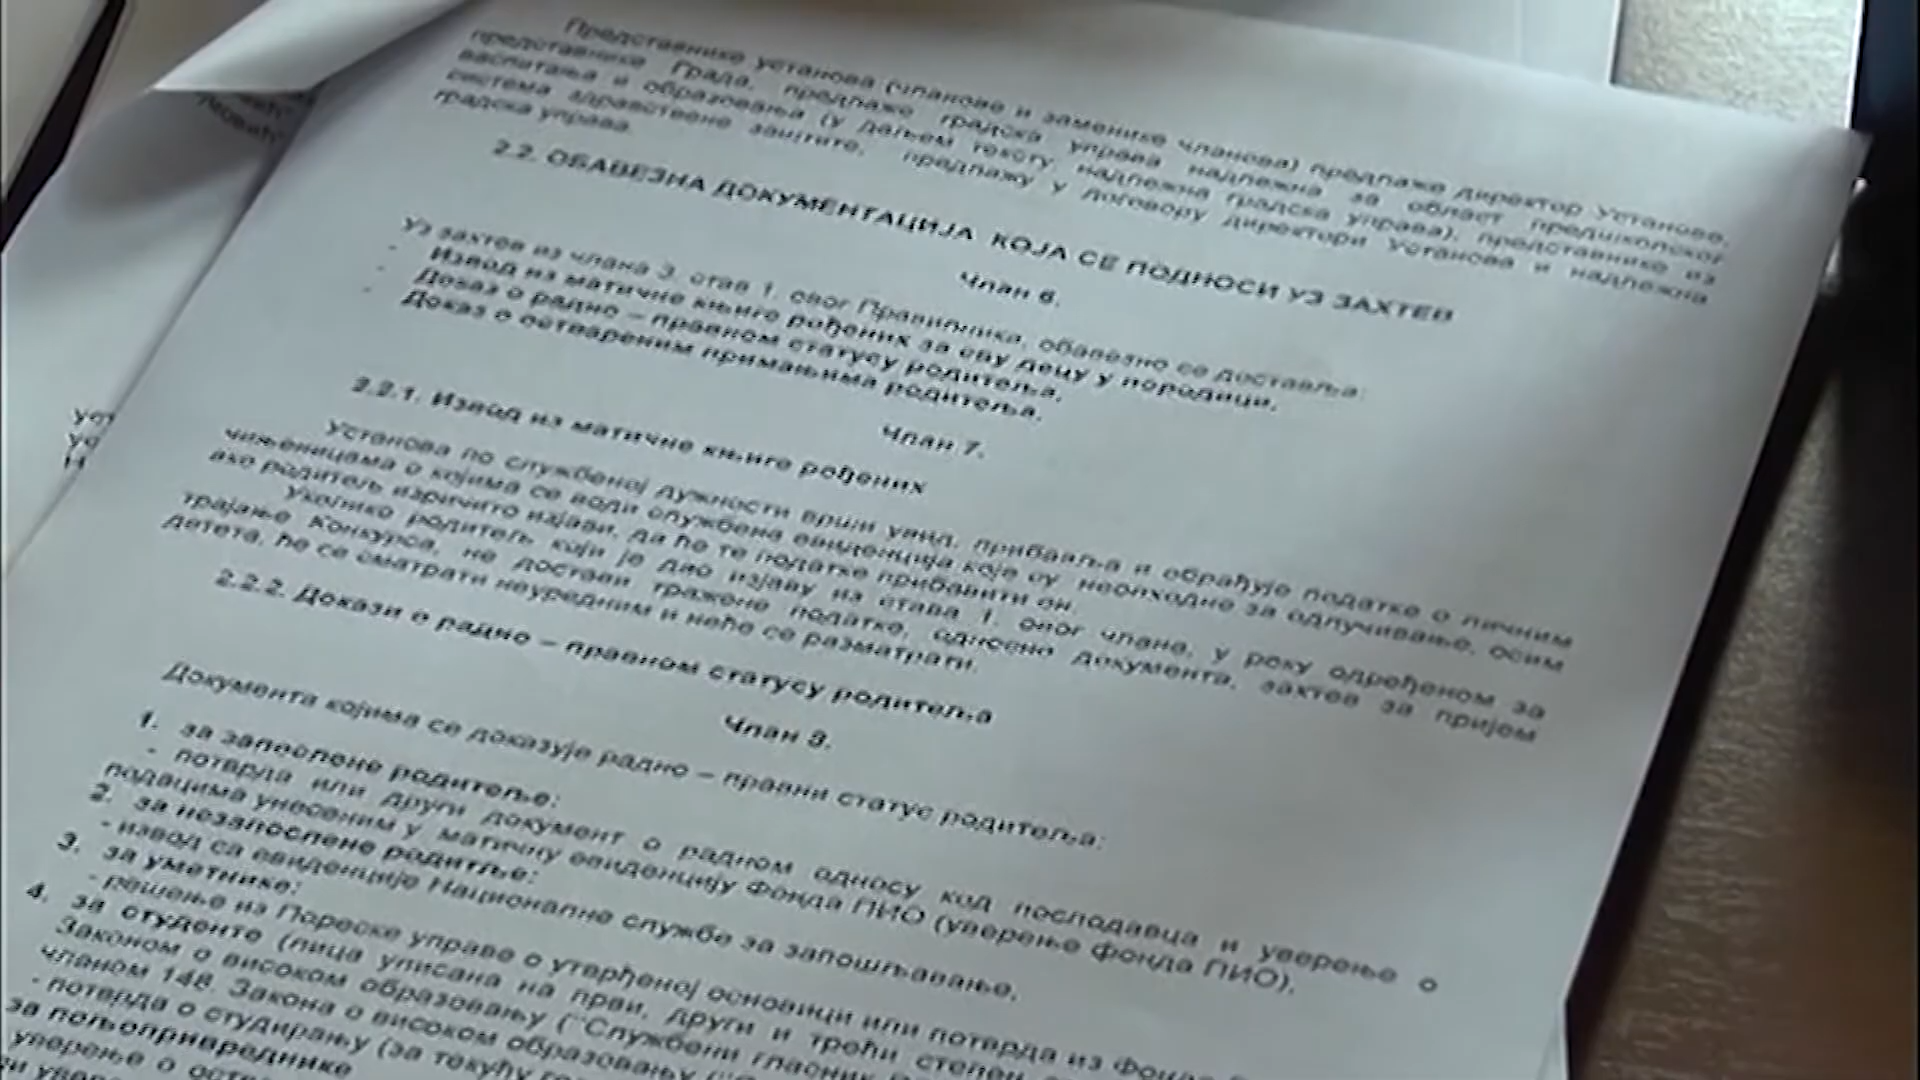 Представнике установа (чланове и заменике чланова) предлаже директор Установе,
представнике Града, предлаже градска управа надлежна за област предшколског
васпитања и образовања (у даљем тексту, надлежна градска управа), представнике из
система здравствене заштите, предлажу у договору директори Установа и надлежна
градска управа.
2.2. ОБАВЕЗНА ДОКУМЕНТАЦИЈА КОЈА СЕ ПОДНОСИ УЗ ЗАХТЕВ
Члан 6.
Уз захтев из члана 3. став 1. овог Правилника, обавезно се доставља:
- Извод из матичне књиге рођених за сву децу у породици,
- Доказ о радно – правном статусу родитеља,
- Доказ о оствареним примањима родитеља.
2.2.1. Извод из матичне књиге рођених
Члан 7.
Установа по службеној дужности врши увид, прибавља и обрађује податке о личним
чињеницама о којима се води службена евиденција које су неопходне за одлучивање, осим
ако родитељ изричито изјави, да ће те податке прибавити он.
Уколико родитељ који је дао изјаву из става 1. овог члана, у року одређеном за
трајање Конкурса, не достави тражене податке, односно документа, захтев за пријем
детета, ће се сматрати неуредним и неће се разматрати.
2.2.2. Докази о радно – правном статусу родитеља
Члан 8.
Документа којима се доказује радно – правни статус родитеља:
1. за запослене родитеље:
- потврда или други документ о радном односу код послодавца и уверење о
подацима унесеним у матичну евиденцију Фонда ПИО (уверење фонда ПИО),
2. за незапослене родитље:
- извод са евиденције Националне службе за запошљавање,
3. за уметнике:
- решење из Пореске управе о утврђеној основици или потврда из Фонда
4. за студенте (лица уписана на први, други и трећи степен
Законом о високом образовању ("Службени гласник
чланом 148. Закона о високом образовању
- потврда о студирању (за текућу
за пољопривреднике
уверење о